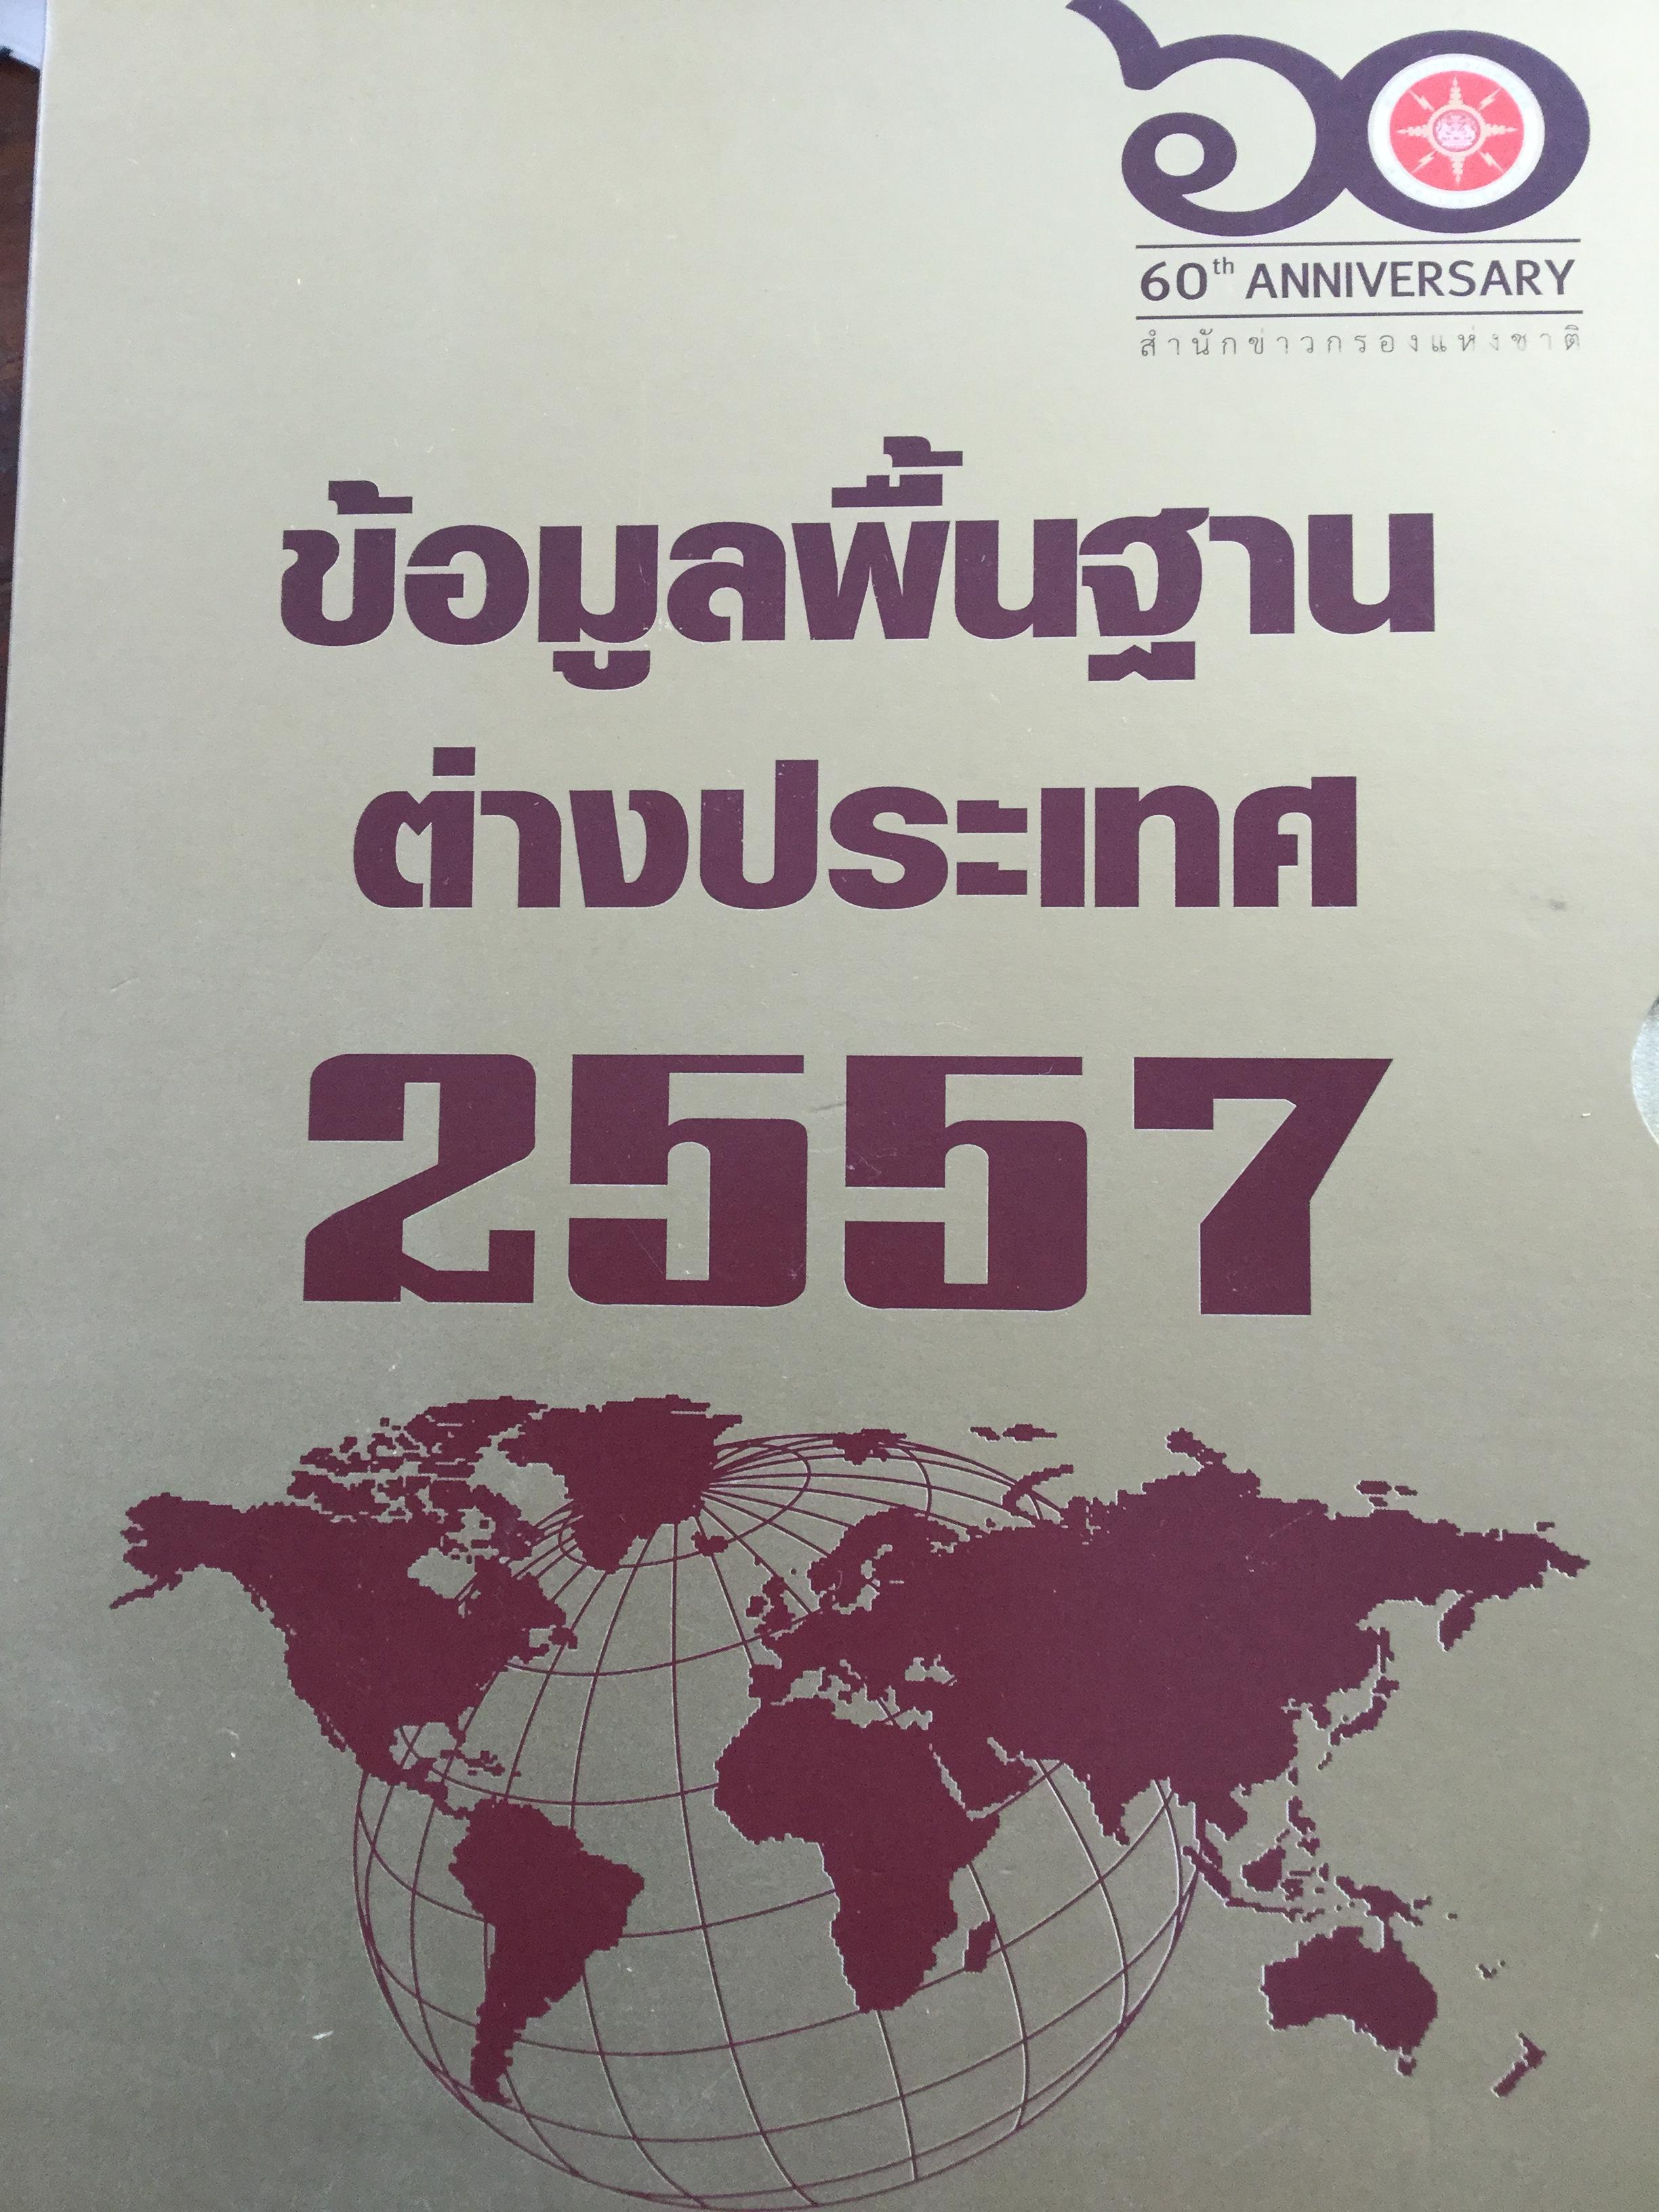 ๖๐
60th ANNIVERSARY
สำนักข่าวกรองแห่งชาติ
ข้อมูลพื้นฐาน
ต่างประเทศ
2557